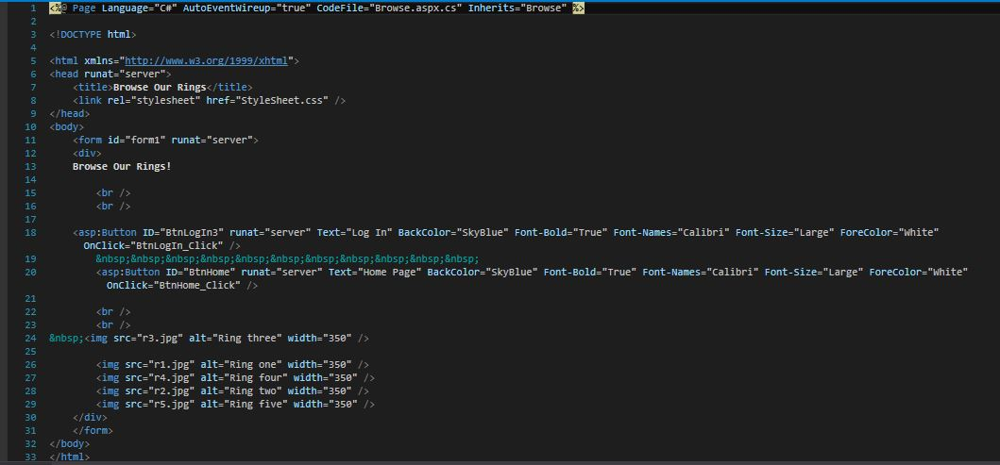 1 <%@ Page Language="C#" AutoEventWireup="true" CodeFile="Browse.aspx.cs" Inherits="Browse" %>
2
3 <!DOCTYPE html>
4
5 <html xmlns="http://www.w3.org/1999/xhtml">
6 <head runat="server">
7 <title>Browse Our Rings</title>
8 <link rel="stylesheet" href="StyleSheet.css" />
9 </head>
10 <body>
11 <form id="form1" runat="server">
12 <div>
13 Browse Our Rings!
14
15 <br />
16 <br />
17
18 <asp:Button ID="BtnLogIn3" runat="server" Text="Log In" BackColor="SkyBlue" Font-Bold="True" Font-Names="Calibri" Font-Size="Large" ForeColor="White"
OnClick="BtnLogIn_Click" />
19 &nbsp;&nbsp;&nbsp;&nbsp;&nbsp;&nbsp;&nbsp;&nbsp;&nbsp;&nbsp;&nbsp;
20 <asp:Button ID="BtnHome" runat="server" Text="Home Page" BackColor="SkyBlue" Font-Bold="True" Font-Names="Calibri" Font-Size="Large" ForeColor="White"
OnClick="BtnHome_Click" />
21
22 <br />
23 <br />
24 &nbsp;<img src="r3.jpg" alt="Ring three" width="350" />
25
26 <img src="r1.jpg" alt="Ring one" width="350" />
27 <img src="r4.jpg" alt="Ring four" width="350" />
28 <img src="r2.jpg" alt="Ring two" width="350" />
29 <img src="r5.jpg" alt="Ring five" width="350" />
30 </div>
31 </form>
32 </body>
33 </html>